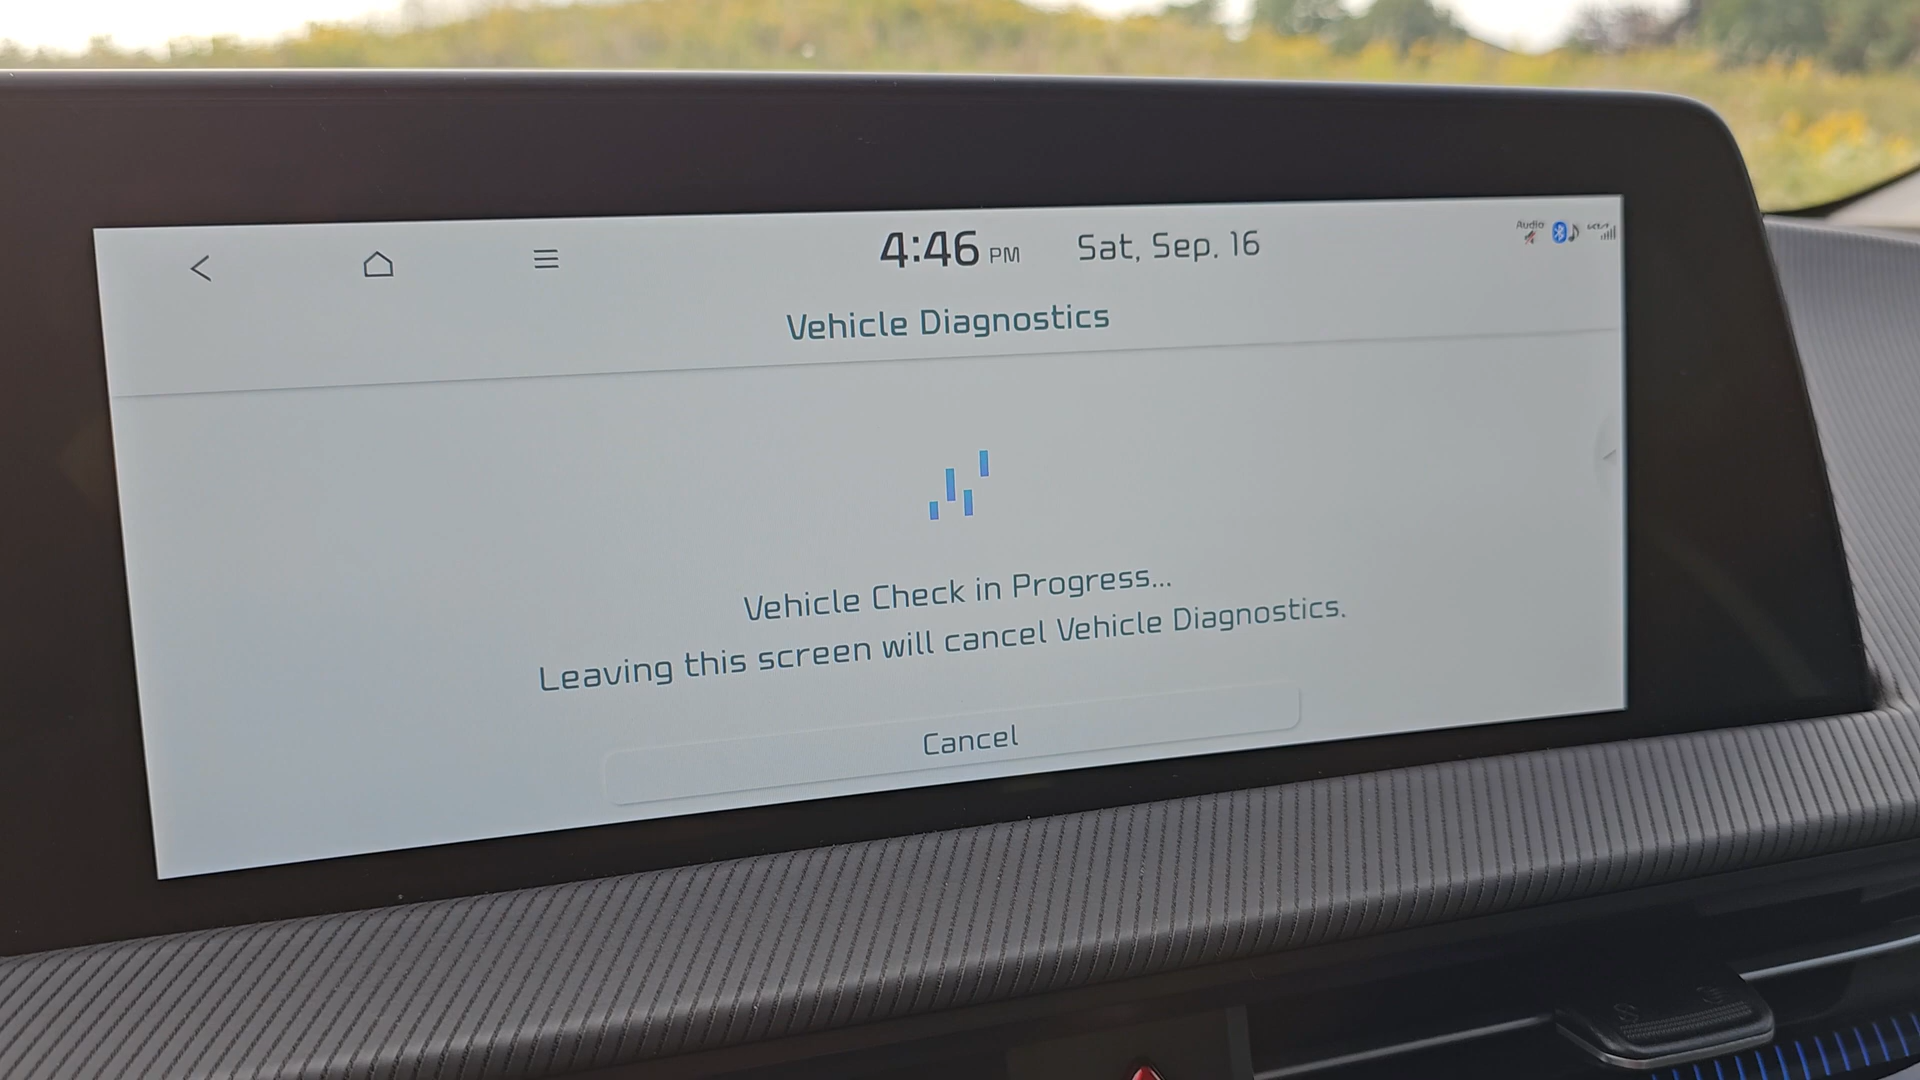 4:46 PM Sat, Sep. 16
Audio
Vehicle Diagnostics
Vehicle Check in Progress...
Leaving this screen will cancel Vehicle Diagnostics.
Cancel